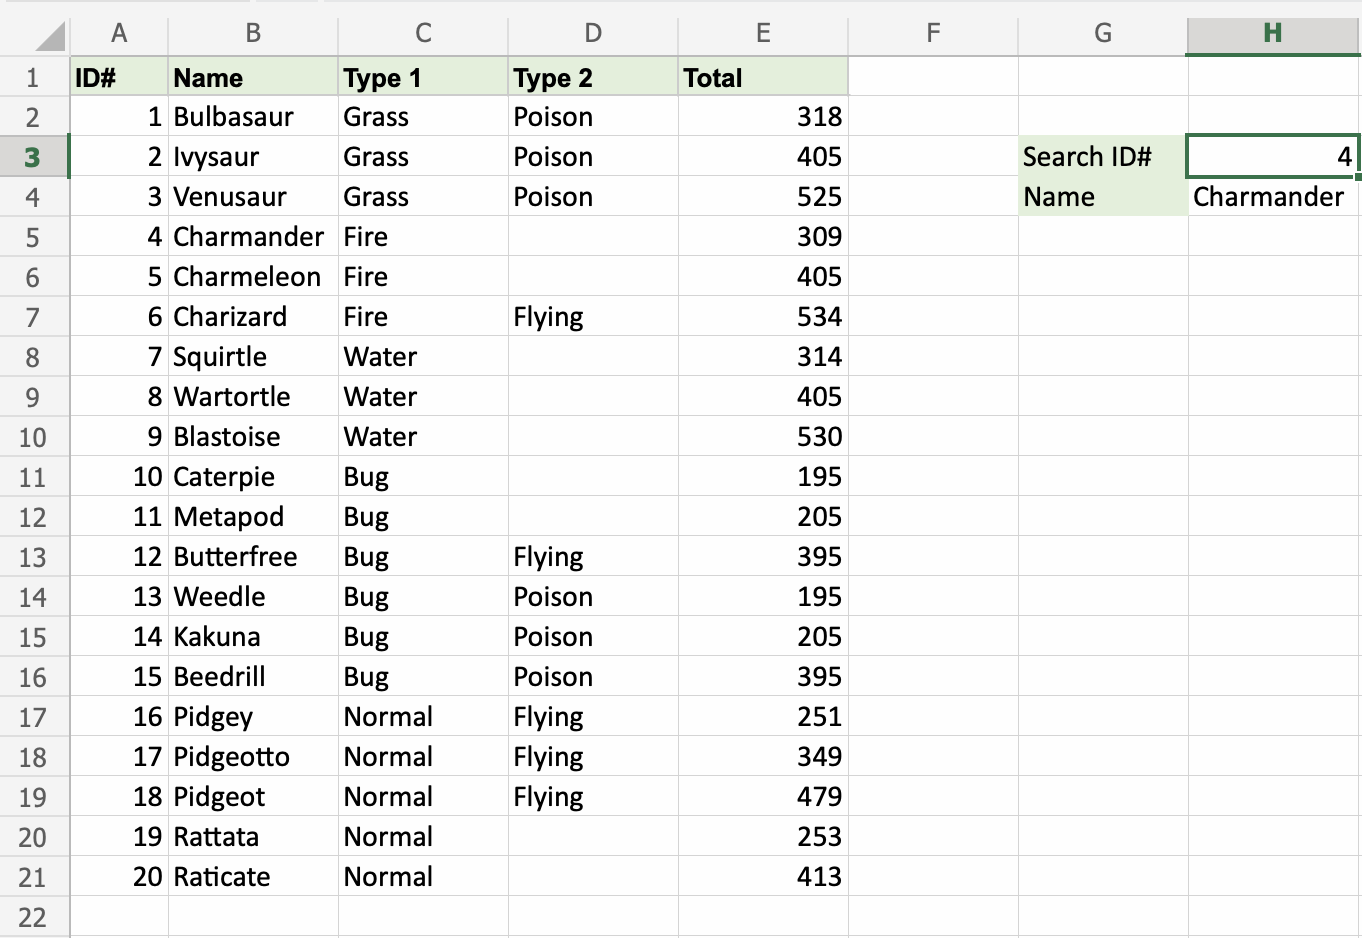 A B C D E F G H
1 ID# Name Type 1 Type 2 Total
2 1 Bulbasaur Grass Poison 318
3 2 Ivysaur Grass Poison 405 Search ID# 4
4 3 Venusaur Grass Poison 525 Name Charmander
5 4 Charmander Fire 309
6 5 Charmeleon Fire 405
7 6 Charizard Fire Flying 534
8 7 Squirtle Water 314
9 8 Wartortle Water 405
10 9 Blastoise Water 530
11 10 Caterpie Bug 195
12 11 Metapod Bug 205
13 12 Butterfree Bug Flying 395
14 13 Weedle Bug Poison 195
15 14 Kakuna Bug Poison 205
16 15 Beedrill Bug Poison 395
17 16 Pidgey Normal Flying 251
18 17 Pidgeotto Normal Flying 349
19 18 Pidgeot Normal Flying 479
20 19 Rattata Normal 253
21 20 Raticate Normal 413
22